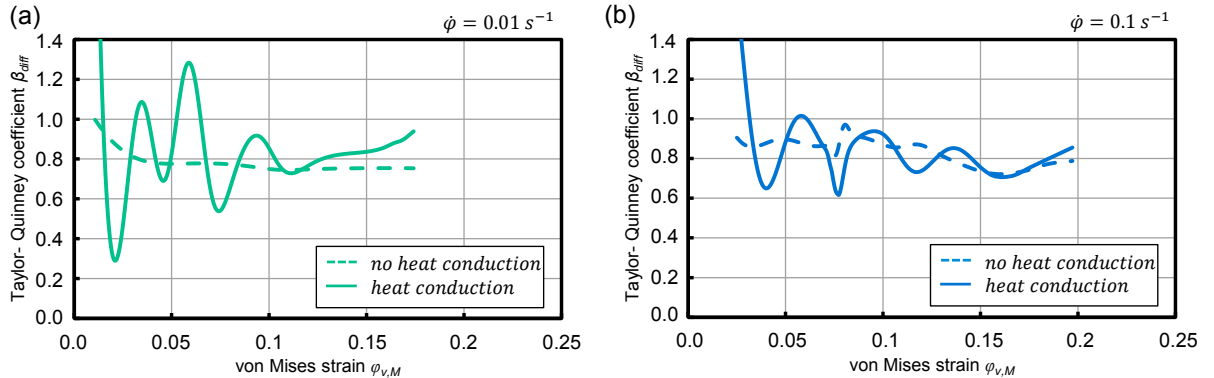 (a)
φ̇ = 0.01 s⁻¹
1.4
1.2
1.0
0.8
0.6
0.4
0.2
0.0
Taylor- Quinney coefficient β_diff
no heat conduction
heat conduction
0.0 0.05 0.1 0.15 0.2 0.25
von Mises strain φ_v,M
(b)
φ̇ = 0.1 s⁻¹
1.4
1.2
1.0
0.8
0.6
0.4
0.2
0.0
Taylor- Quinney coefficient β_diff
no heat conduction
heat conduction
0.0 0.05 0.1 0.15 0.2 0.25
von Mises strain φ_v,M